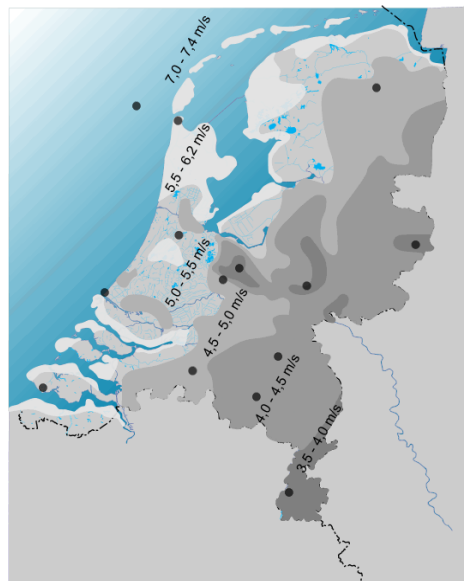 7,0 - 7,4 m/s
5,5 - 6,2 m/s
5,0 - 5,5 m/s
4,5 - 5,0 m/s
4,0 - 4,5 m/s
3,5 - 4,0 m/s